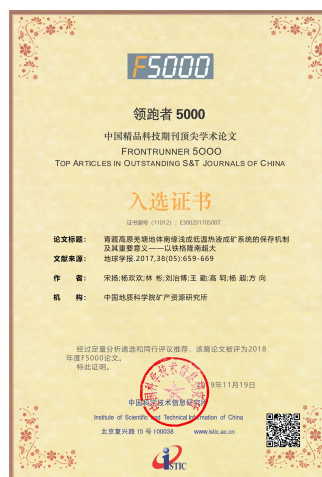 F5000
领跑者 5000
中国精品科技期刊顶尖学术论文
FRONTRUNNER 5000
TOP ARTICLES IN OUTSTANDING S&T JOURNALS OF CHINA
入选证书
证书编号（11012）：E300201705007
论文标题： 青藏高原羌塘地体南缘浅成低温热液成矿系统的保存机制
及其重要意义——以铁格隆南超大
文献来源： 地球学报.2017,38(05):659-669
作 者： 宋扬;杨欢欢;林 彬;刘治博;王 勤;高 轲;杨 超;方 向
机 构： 中国地质科学院矿产资源研究所
经过定量分析遴选和同行评议推荐，该篇论文被评为2018
年度F5000论文。
特此证明。
9年11月19日
中国科学技术信息研究所
Institute of Scientific and Technical Information of China
北京复兴路 15 号 100038 www.istic.ac.cn
ISTIC